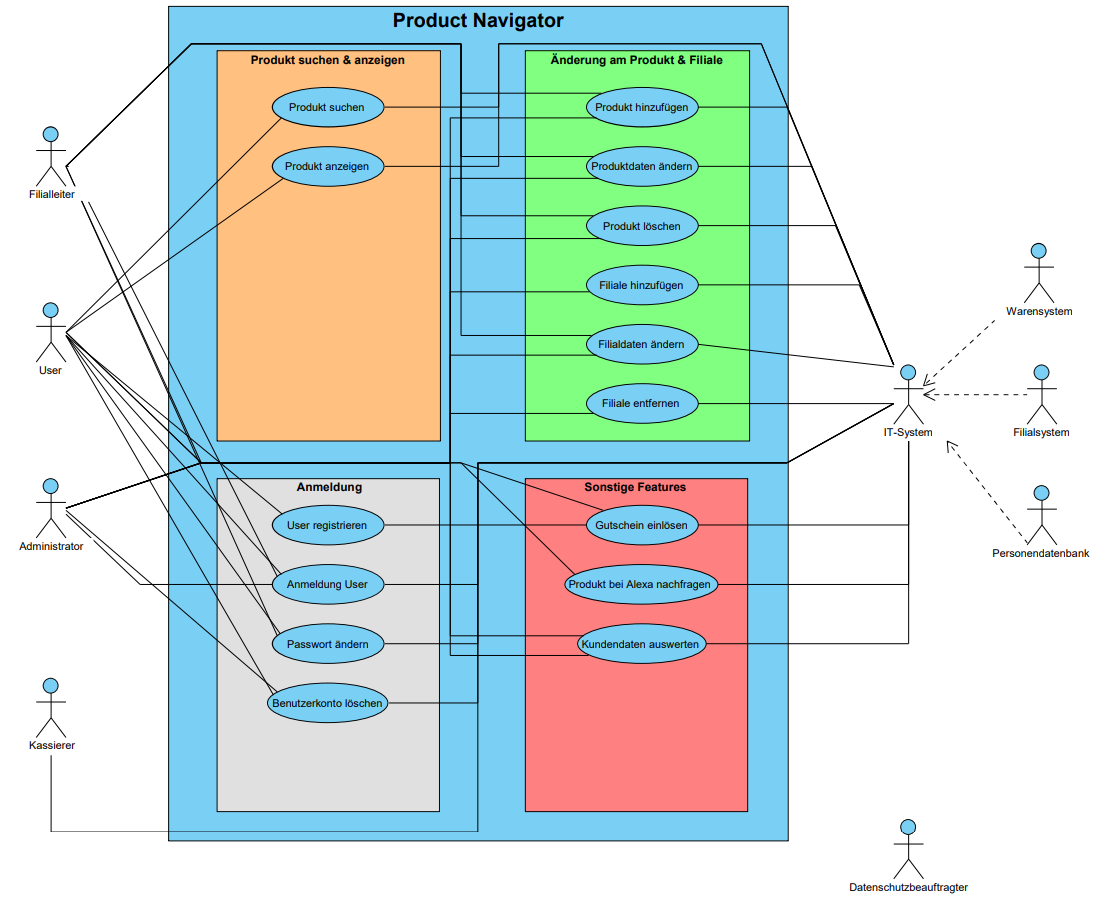 Product Navigator
Produkt suchen & anzeigen
Produkt suchen
Produkt anzeigen
Änderung am Produkt & Filiale
Produkt hinzufügen
Produktdaten ändern
Produkt löschen
Filiale hinzufügen
Filialdaten ändern
Filiale entfernen
Anmeldung
User registrieren
Anmeldung User
Passwort ändern
Benutzerkonto löschen
Sonstige Features
Gutschein einlösen
Produkt bei Alexa nachfragen
Kundendaten auswerten
Filialleiter
User
Administrator
Kassierer
IT-System
Warensystem
Filialsystem
Personendatenbank
Datenschutzbeauftragter